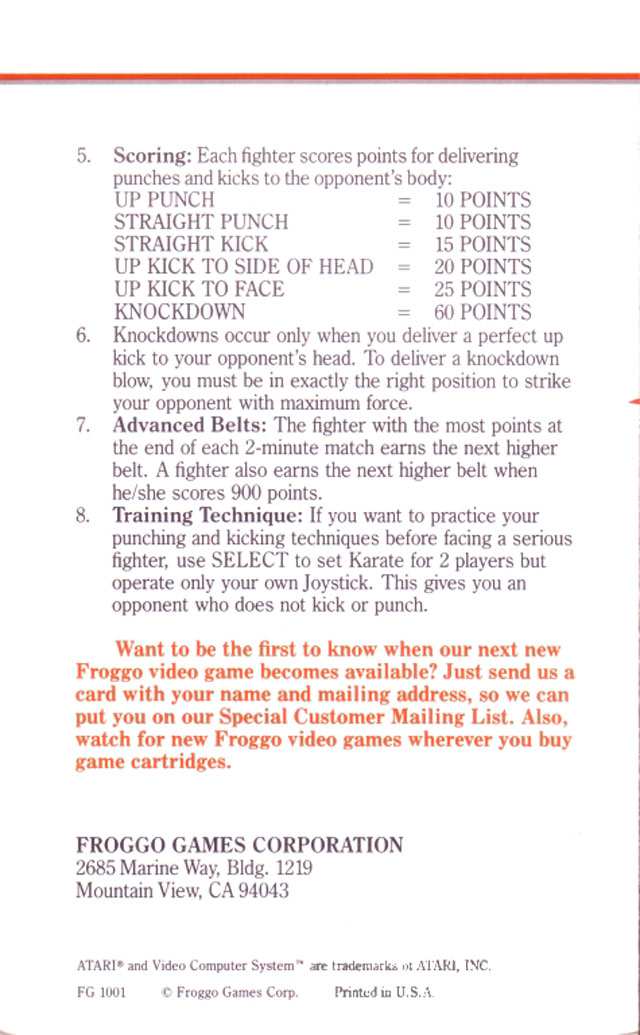 5. Scoring: Each fighter scores points for delivering
punches and kicks to the opponent's body:
UP PUNCH = 10 POINTS
STRAIGHT PUNCH = 10 POINTS
STRAIGHT KICK = 15 POINTS
UP KICK TO SIDE OF HEAD = 20 POINTS
UP KICK TO FACE = 25 POINTS
KNOCKDOWN = 60 POINTS
6. Knockdowns occur only when you deliver a perfect up
kick to your opponent's head. To deliver a knockdown
blow, you must be in exactly the right position to strike
your opponent with maximum force.
7. Advanced Belts: The fighter with the most points at
the end of each 2-minute match earns the next higher
belt. A fighter also earns the next higher belt when
he/she scores 900 points.
8. Training Technique: If you want to practice your
punching and kicking techniques before facing a serious
fighter, use SELECT to set Karate for 2 players but
operate only your own Joystick. This gives you an
opponent who does not kick or punch.
Want to be the first to know when our next new
Froggo video game becomes available? Just send us a
card with your name and mailing address, so we can
put you on our Special Customer Mailing List. Also,
watch for new Froggo video games wherever you buy
game cartridges.
FROGGO GAMES CORPORATION
2685 Marine Way, Bldg. 1219
Mountain View, CA 94043
ATARI® and Video Computer System™ are trademarks of ATARI, INC.
FG 1001 © Froggo Games Corp. Printed in U.S.A.